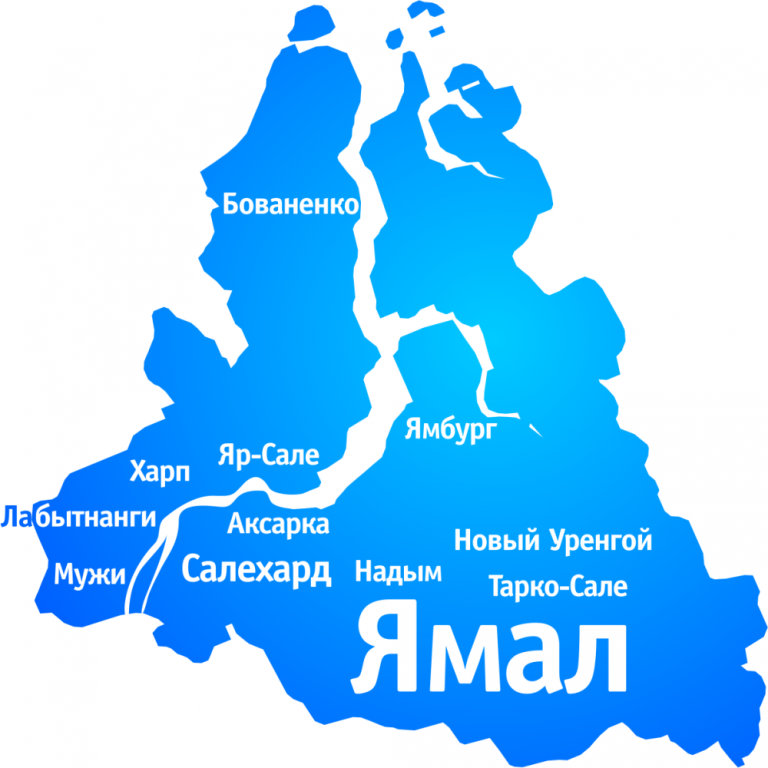 Бованенко
Ямбург
Яр-Сале
Харп
Лабытнанги
Аксарка
Новый Уренгой
Салехард
Надым
Мужи
Тарко-Сале
Ямал